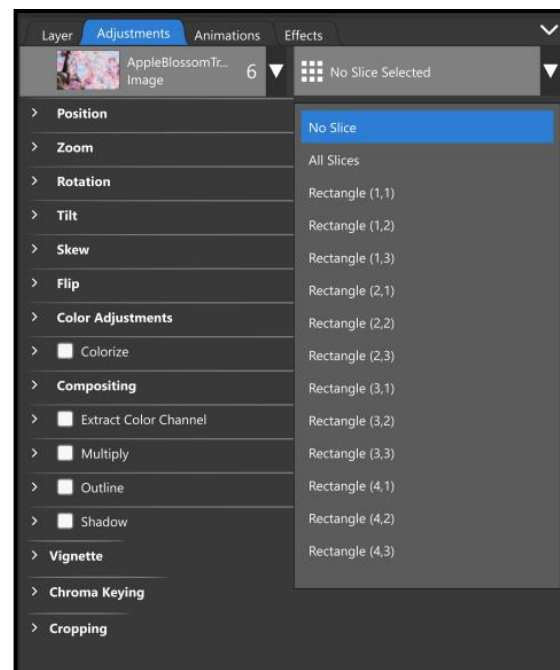 Layer Adjustments Animations Effects
AppleBlossomTr... 6 No Slice Selected
Image
Position
Zoom
Rotation
Tilt
Skew
Flip
Color Adjustments
Colorize
Compositing
Extract Color Channel
Multiply
Outline
Shadow
Vignette
Chroma Keying
Cropping
No Slice
All Slices
Rectangle (1,1)
Rectangle (1,2)
Rectangle (1,3)
Rectangle (2,1)
Rectangle (2,2)
Rectangle (2,3)
Rectangle (3,1)
Rectangle (3,2)
Rectangle (3,3)
Rectangle (4,1)
Rectangle (4,2)
Rectangle (4,3)